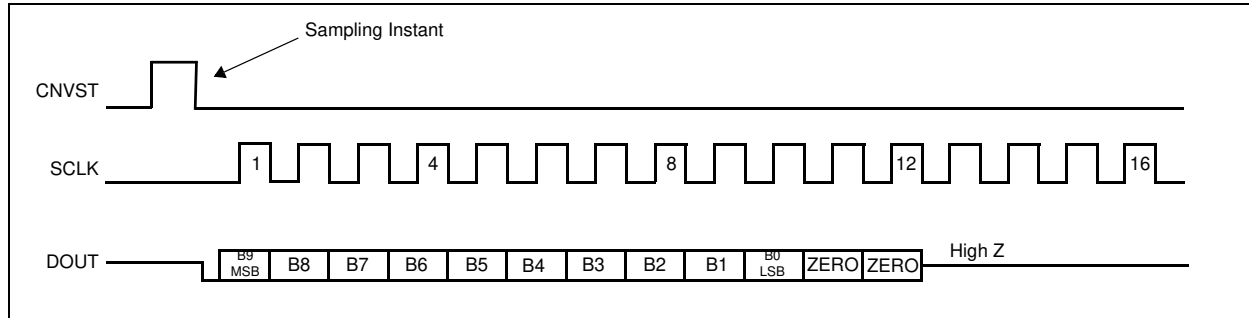 Sampling Instant
CNVST
SCLK
1
4
8
12
16
DOUT
B9
MSB
B8
B7
B6
B5
B4
B3
B2
B1
B0
LSB
ZERO
ZERO
High Z